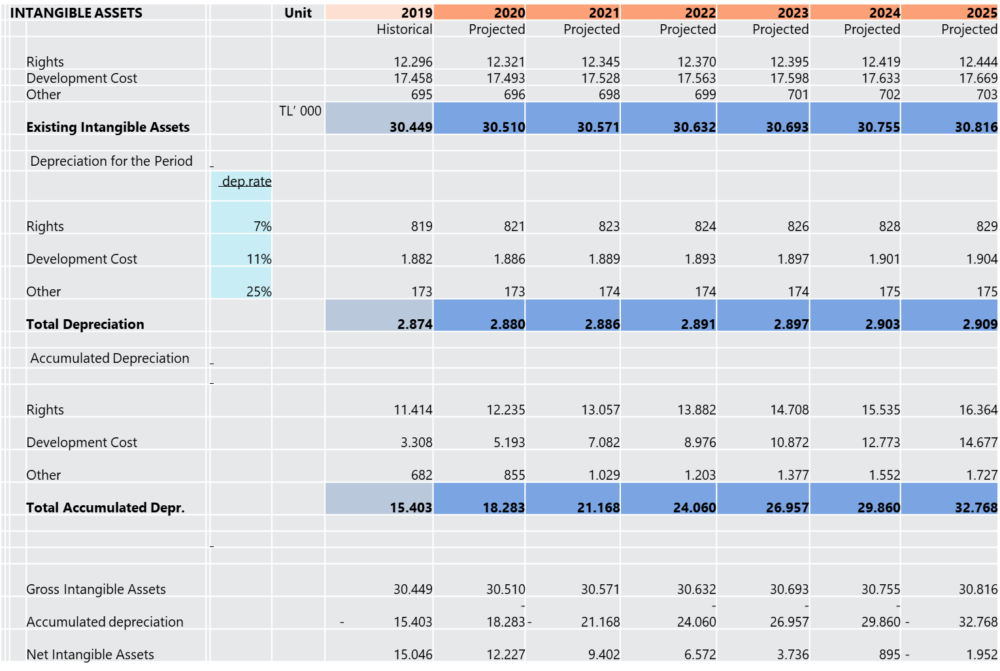 INTANGIBLE ASSETS Unit 2019 2020 2021 2022 2023 2024 2025
Historical Projected Projected Projected Projected Projected Projected
Rights 12.296 12.321 12.345 12.370 12.395 12.419 12.444
Development Cost 17.458 17.493 17.528 17.563 17.598 17.633 17.669
Other 695 696 698 699 701 702 703
TL’ 000
Existing Intangible Assets 30.449 30.510 30.571 30.632 30.693 30.755 30.816
Depreciation for the Period
dep.rate
Rights 7% 819 821 823 824 826 828 829
Development Cost 11% 1.882 1.886 1.889 1.893 1.897 1.901 1.904
Other 25% 173 173 174 174 174 175 175
Total Depreciation 2.874 2.880 2.886 2.891 2.897 2.903 2.909
Accumulated Depreciation
Rights 11.414 12.235 13.057 13.882 14.708 15.535 16.364
Development Cost 3.308 5.193 7.082 8.976 10.872 12.773 14.677
Other 682 855 1.029 1.203 1.377 1.552 1.727
Total Accumulated Depr. 15.403 18.283 21.168 24.060 26.957 29.860 32.768
Gross Intangible Assets 30.449 30.510 30.571 30.632 30.693 30.755 30.816
- - - -
Accumulated depreciation - 15.403 18.283 - 21.168 24.060 26.957 29.860 - 32.768
Net Intangible Assets 15.046 12.227 9.402 6.572 3.736 895 - 1.952